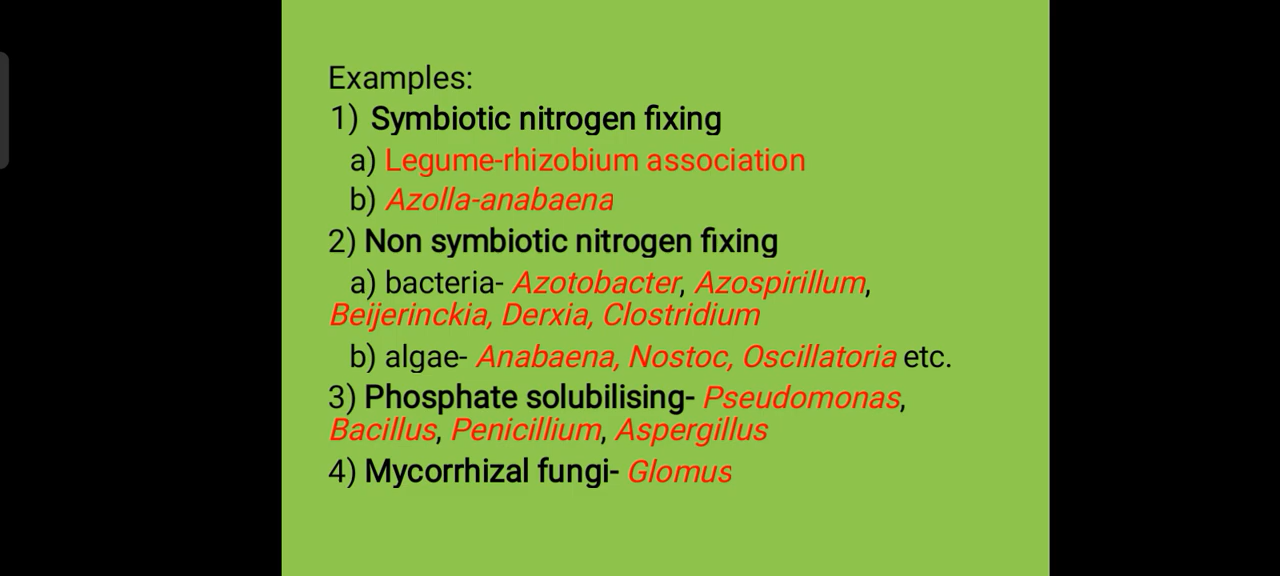 Examples:
1) Symbiotic nitrogen fixing
a) Legume-rhizobium association
b) Azolla-anabaena
2) Non symbiotic nitrogen fixing
a) bacteria- Azotobacter, Azospirillum,
Beijerinckia, Derxia, Clostridium
b) algae- Anabaena, Nostoc, Oscillatoria etc.
3) Phosphate solubilising- Pseudomonas,
Bacillus, Penicillium, Aspergillus
4) Mycorrhizal fungi- Glomus